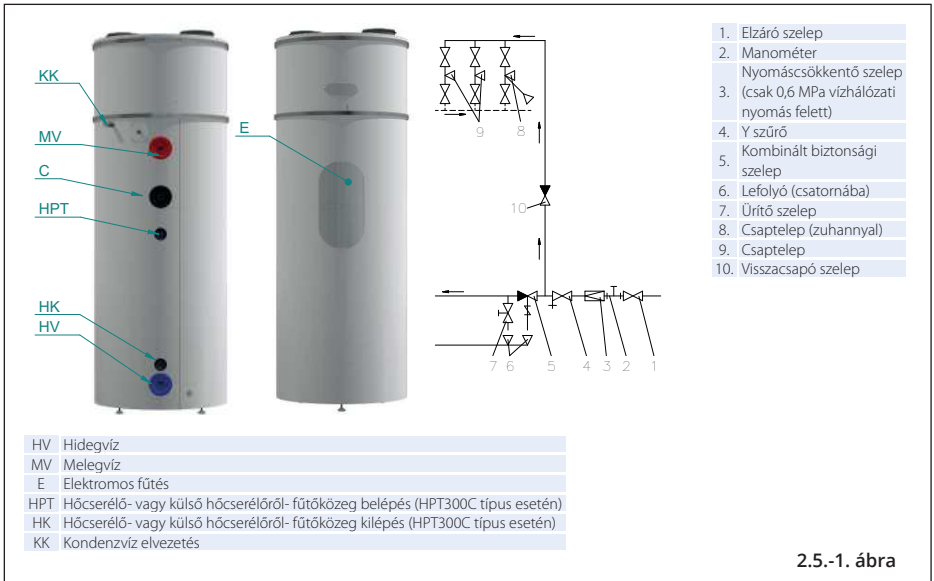 KK
MV
C
HPT
HK
HV
E
9
8
10
7
6
5
4
3
2
1
1. Elzáró szelep
2. Manométer
3. Nyomáscsökkentő szelep
(csak 0,6 MPa vízhálózati
nyomás felett)
4. Y szűrő
5. Kombinált biztonsági
szelep
6. Lefolyó (csatornába)
7. Ürítő szelep
8. Csaptelep (zuhannyal)
9. Csaptelep
10. Visszacsapó szelep
HV Hidegvíz
MV Melegvíz
E Elektromos fűtés
HPT Hőcserélő- vagy külső hőcserélőről- fűtőközeg belépés (HPT300C típus esetén)
HK Hőcserélő- vagy külső hőcserélőről- fűtőközeg kilépés (HPT300C típus esetén)
KK Kondenzvíz elvezetés
2.5.-1. ábra